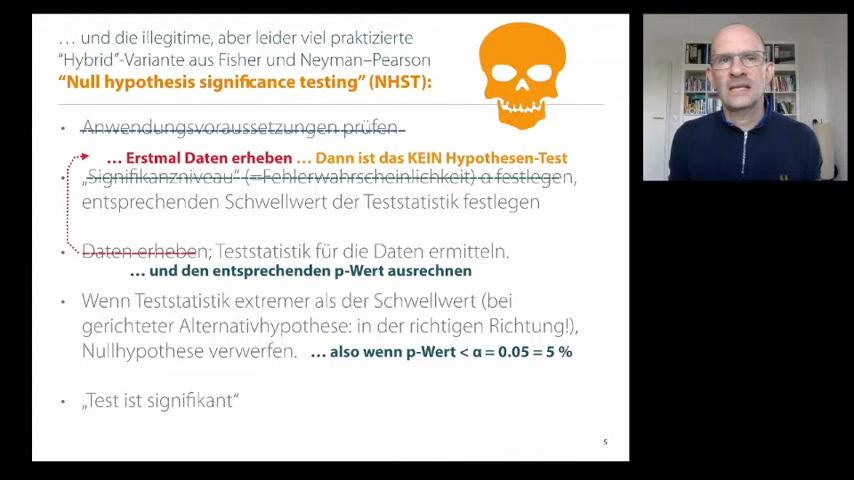 … und die illegitime, aber leider viel praktizierte
“Hybrid”-Variante aus Fisher und Neyman–Pearson
“Null hypothesis significance testing” (NHST):
• Anwendungsvoraussetzungen prüfen
… Erstmal Daten erheben … Dann ist das KEIN Hypothesen-Test
• „Signifikanzniveau“ (=Fehlerwahrscheinlichkeit) α festlegen,
entsprechenden Schwellwert der Teststatistik festlegen
• Daten erheben; Teststatistik für die Daten ermitteln.
… und den entsprechenden p-Wert ausrechnen
• Wenn Teststatistik extremer als der Schwellwert (bei
gerichteter Alternativhypothese: in der richtigen Richtung!),
Nullhypothese verwerfen. … also wenn p-Wert < α = 0.05 = 5 %
• „Test ist signifikant“
5